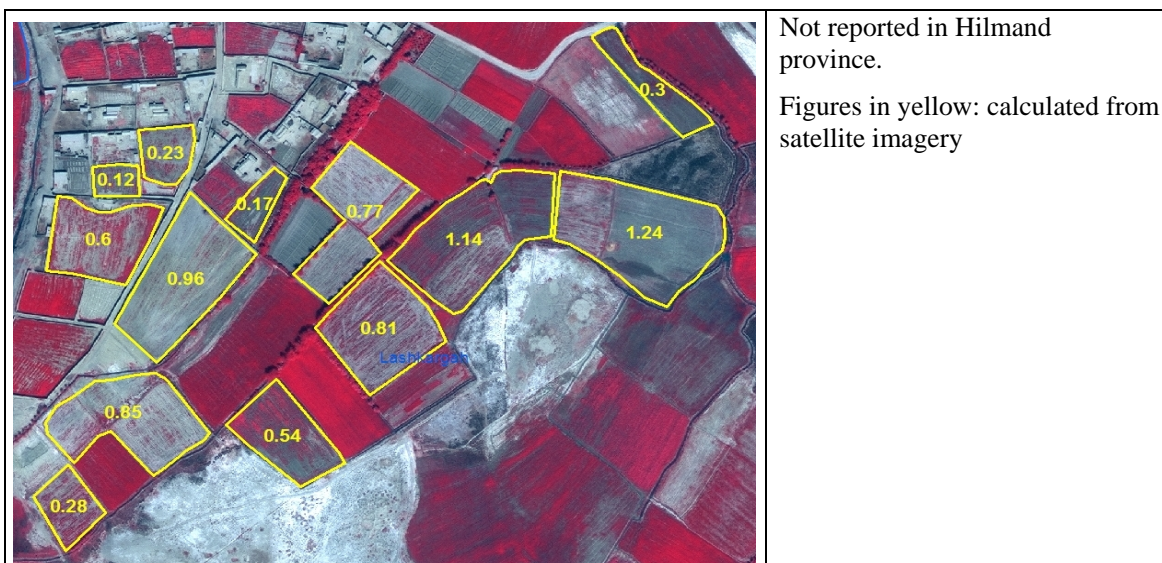 0.3
0.23
0.12
0.17
0.77
0.6
1.14
1.24
0.96
0.81
Lashkargah
0.85
0.54
0.28
Not reported in Hilmand
province.
Figures in yellow: calculated from
satellite imagery